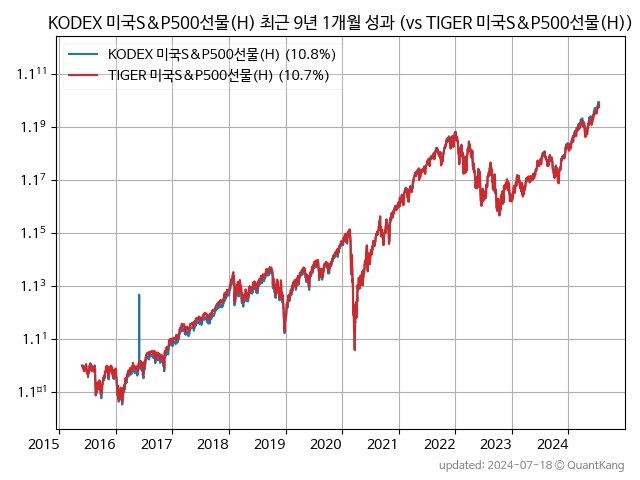 KODEX 미국S&P500선물(H) 최근 9년 1개월 성과 (vs TIGER 미국S&P500선물(H))
KODEX 미국S&P500선물(H) (10.8%)
TIGER 미국S&P500선물(H) (10.7%)
1.1¹¹
1.1⁹
1.1⁷
1.1⁵
1.1³
1.1¹
1.1¤¹
2015 2016 2017 2018 2019 2020 2021 2022 2023 2024
updated: 2024-07-18 © QuantKang